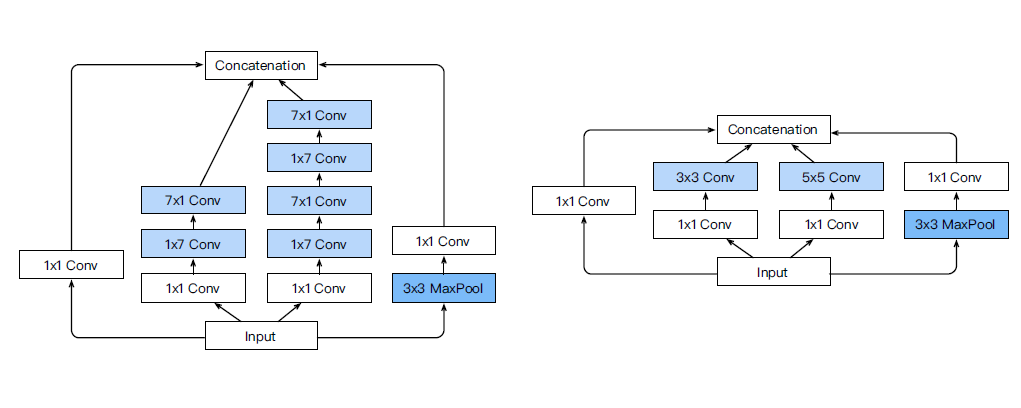 Concatenation
7x1 Conv
1x7 Conv
7x1 Conv
7x1 Conv
1x7 Conv
1x7 Conv
1x1 Conv
1x1 Conv
1x1 Conv
1x1 Conv
3x3 MaxPool
Input
Concatenation
3x3 Conv
5x5 Conv
1x1 Conv
1x1 Conv
1x1 Conv
1x1 Conv
3x3 MaxPool
Input